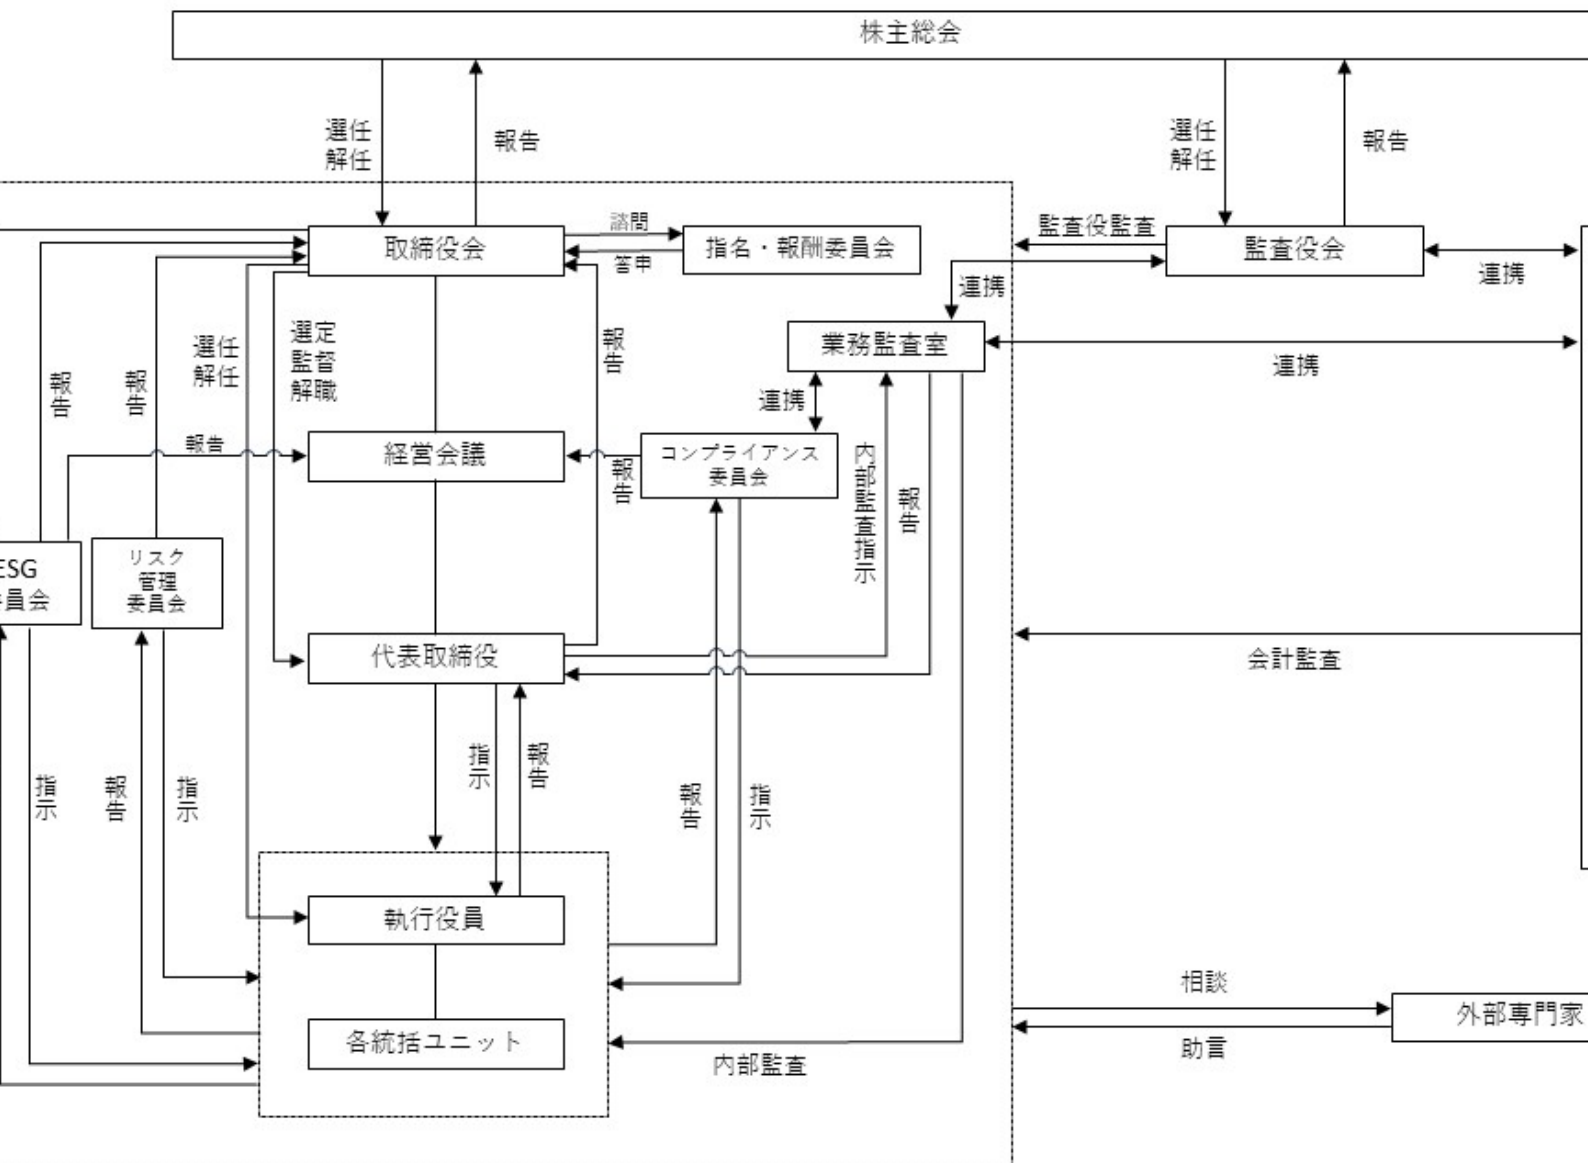 株主総会
選任
解任
報告
選任
解任
報告
取締役会
諮問
答申
指名・報酬委員会
監査役監査
監査役会
連携
連携
業務監査室
連携
選任
解任
選定
監督
解職
報告
報告
報告
連携
報告
経営会議
報告
コンプライアンス
委員会
内部監査指示
報告
ESG
員会
リスク
管理
委員会
代表取締役
会計監査
指示
報告
指示
報告
指示
報告
指示
執行役員
各統括ユニット
内部監査
相談
外部専門家
助言